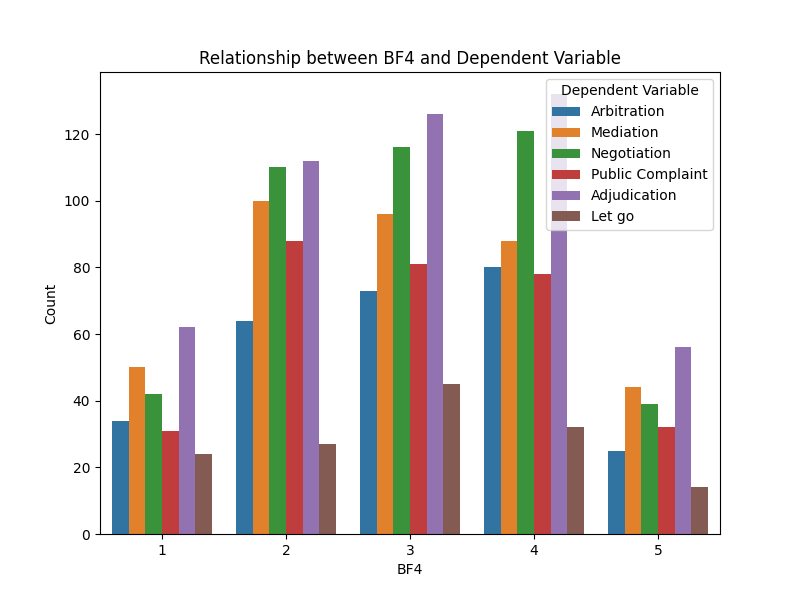 Relationship between BF4 and Dependent Variable
Dependent Variable
Arbitration
Mediation
Negotiation
Public Complaint
Adjudication
Let go
120
100
80
60
40
20
0
Count
1 2 3 4 5
BF4